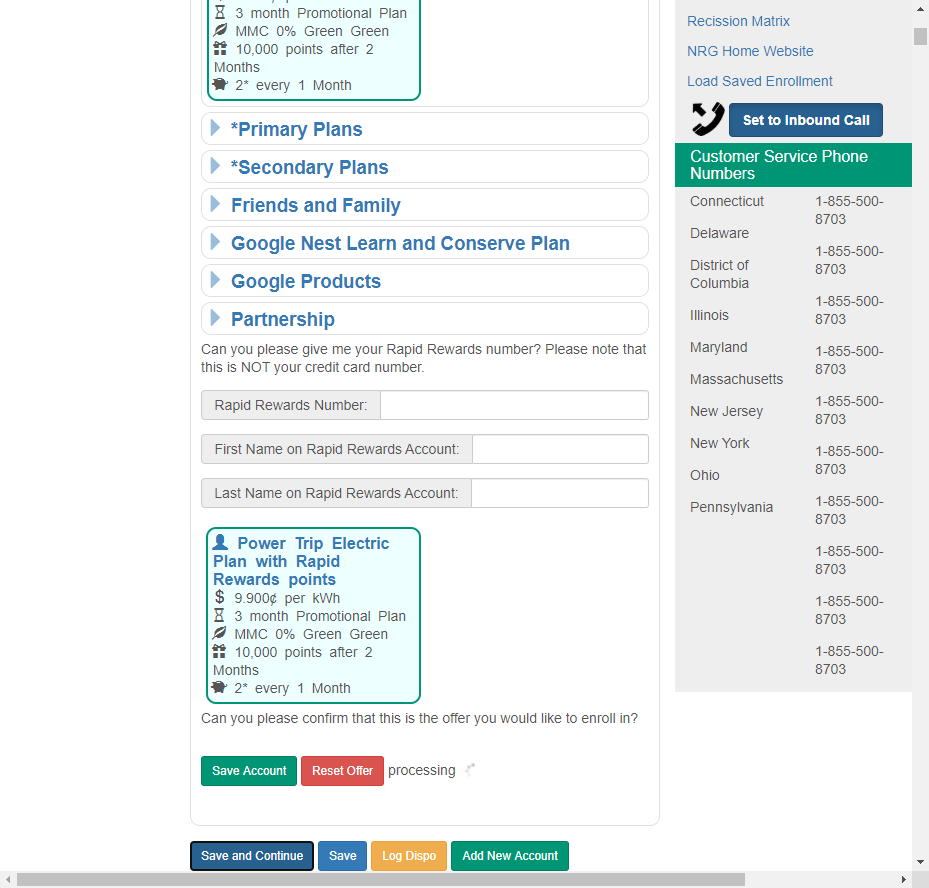 3 month Promotional Plan
MMC 0% Green Green
10,000 points after 2
Months
2* every 1 Month
*Primary Plans
*Secondary Plans
Friends and Family
Google Nest Learn and Conserve Plan
Google Products
Partnership
Can you please give me your Rapid Rewards number? Please note that
this is NOT your credit card number.
Rapid Rewards Number:
First Name on Rapid Rewards Account:
Last Name on Rapid Rewards Account:
Power Trip Electric
Plan with Rapid
Rewards points
$ 9.900¢ per kWh
3 month Promotional Plan
MMC 0% Green Green
10,000 points after 2
Months
2* every 1 Month
Can you please confirm that this is the offer you would like to enroll in?
Save Account
Reset Offer
processing
Save and Continue
Save
Log Dispo
Add New Account
Recission Matrix
NRG Home Website
Load Saved Enrollment
Set to Inbound Call
Customer Service Phone
Numbers
Connecticut
Delaware
District of
Columbia
Illinois
Maryland
Massachusetts
New Jersey
New York
Ohio
Pennsylvania
1-855-500-
8703
1-855-500-
8703
1-855-500-
8703
1-855-500-
8703
1-855-500-
8703
1-855-500-
8703
1-855-500-
8703
1-855-500-
8703
1-855-500-
8703
1-855-500-
8703